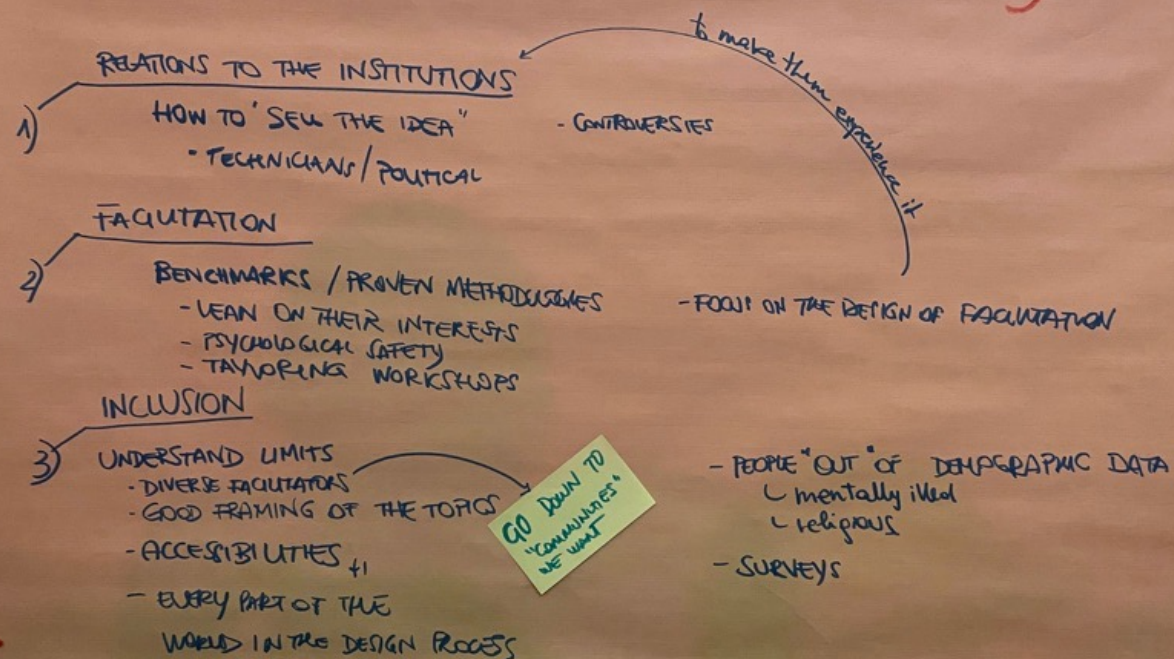 RELATIONS TO THE INSTITUTIONS
to make them experience it
1)
HOW TO "SELL THE IDEA"
- CONTROVERSIES
- TECHNICIANS / POLITICAL
FACILITATION
2)
BENCHMARKS / PROVEN METHODOLOGIES
- LEAN ON THEIR INTERESTS
- PSYCHOLOGICAL SAFETY
- TAYLORING WORKSHOPS
- FOCUS ON THE DESIGN OF FACILITATION
INCLUSION
3)
UNDERSTAND LIMITS
- DIVERSE FACILITATORS
- GOOD FRAMING OF THE TOPICS
- ACCESSIBILITIES +1
- EVERY PART OF THE
WORLD IN THE DESIGN PROCESS
GO DOWN TO
"COMMUNITIES"
WE WANT
- PEOPLE "OUT" OF DEMOGRAPHIC DATA
mentally illed
religious
- SURVEYS